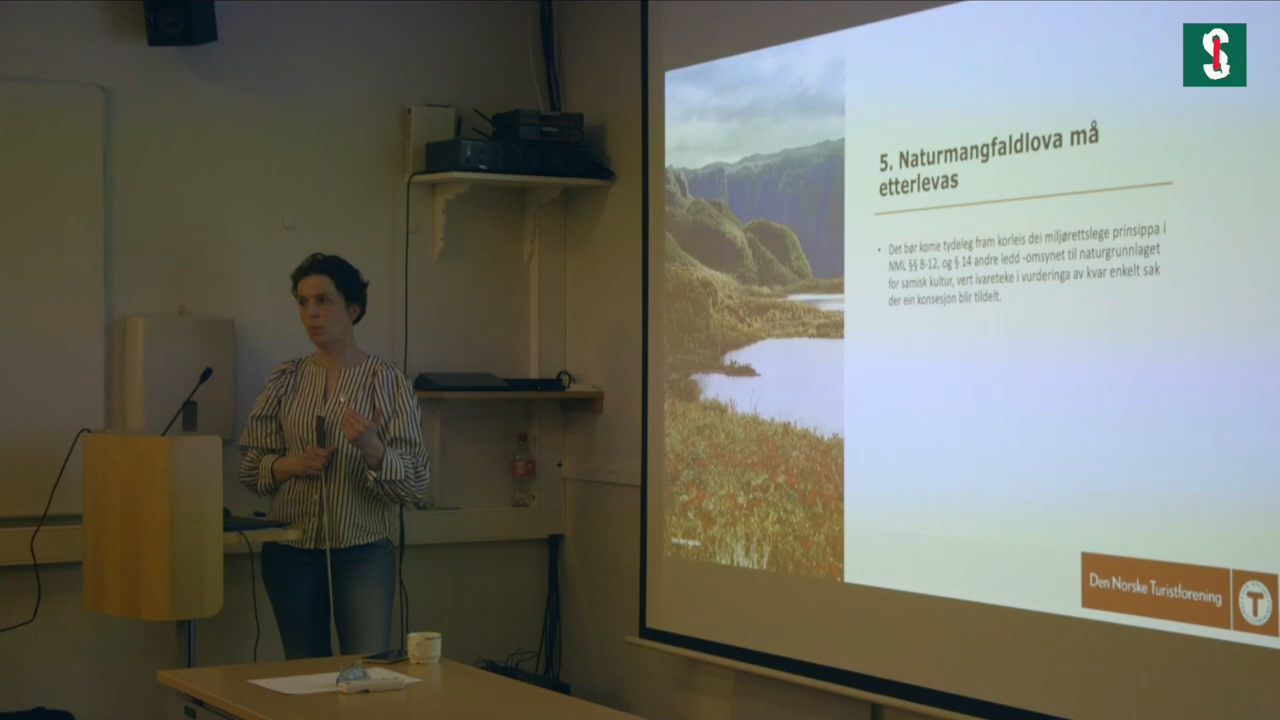 5. Naturmangfaldlova må
etterlevas
• Det bør kome tydeleg fram korleis dei miljørettslege prinsippa i
NML §§ 8-12, og § 14 andre ledd -omsynet til naturgrunnlaget
for samisk kultur, vert ivareteke i vurderinga av kvar enkelt sak
der ein konsesjon blir tildelt.
Den Norske Turistforening
T